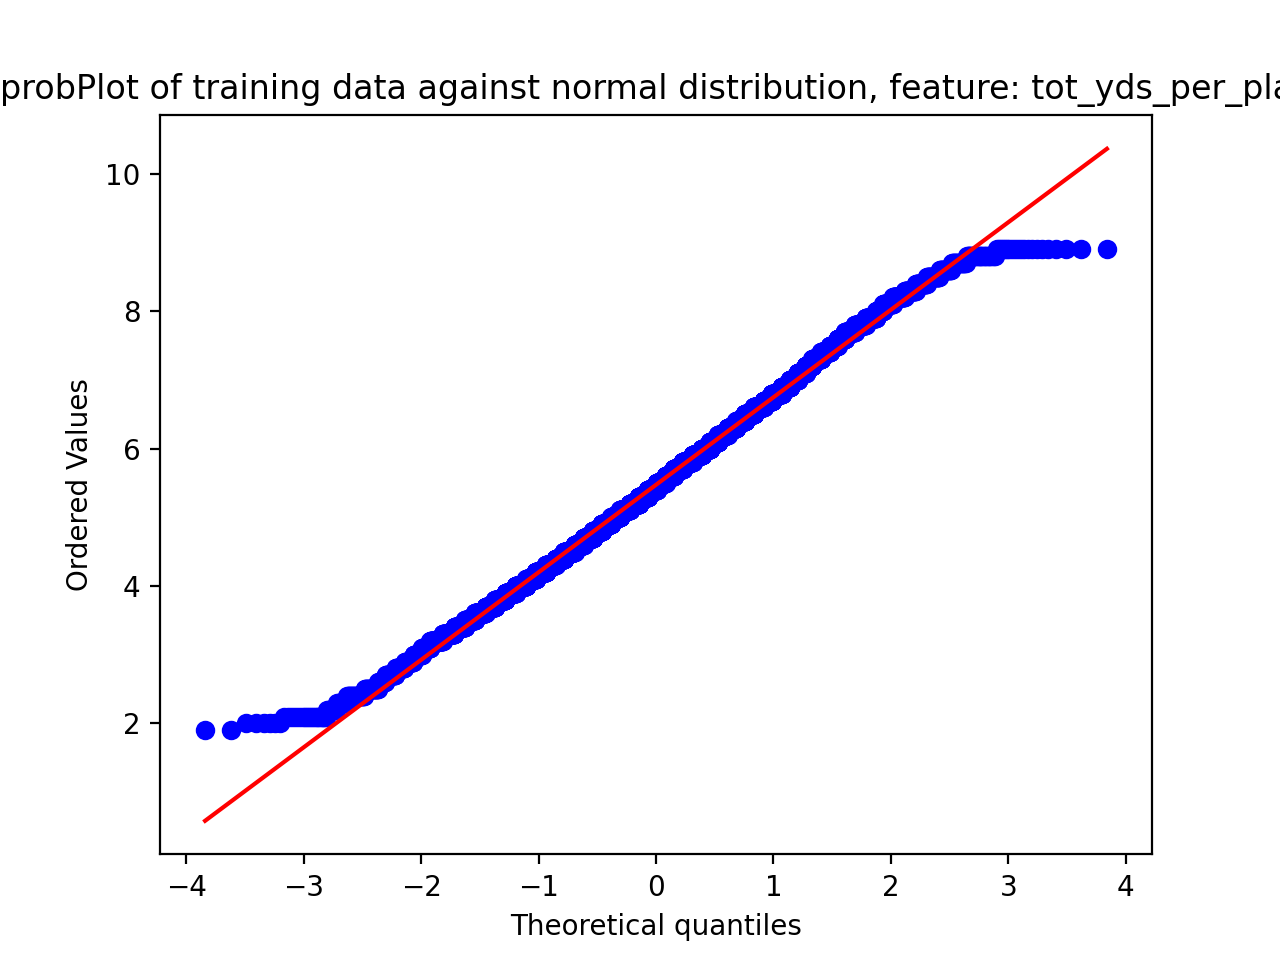 probPlot of training data against normal distribution, feature: tot_yds_per_pla
10
8
6
4
2
Ordered Values
−4 −3 −2 −1 0 1 2 3 4
Theoretical quantiles